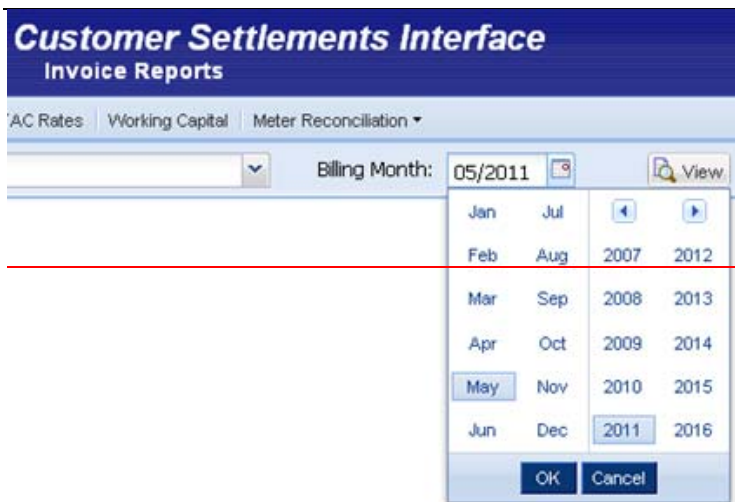 Customer Settlements Interface
Invoice Reports
AC Rates Working Capital Meter Reconciliation
Billing Month: 05/2011 View
Jan Jul
Feb Aug 2007 2012
Mar Sep 2008 2013
Apr Oct 2009 2014
May Nov 2010 2015
Jun Dec 2011 2016
OK Cancel